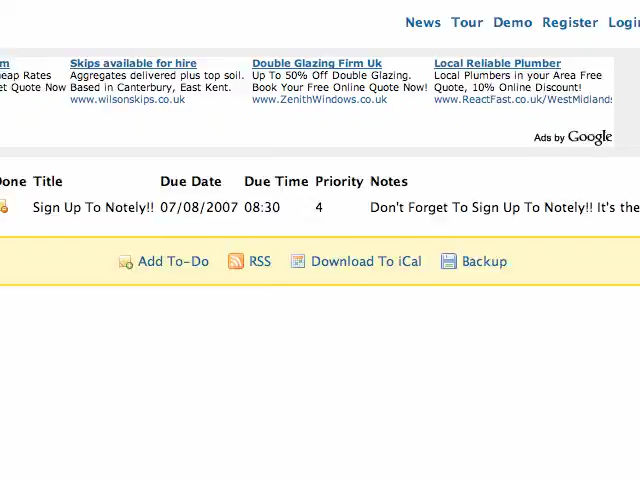 News Tour Demo Register Login
Skips available for hire Double Glazing Firm Uk Local Reliable Plumber
Rates Aggregates delivered plus top soil. Up To 50% Off Double Glazing. Local Plumbers in your Area Free
Quote Now Based in Canterbury, East Kent. Book Your Free Online Quote Now! Quote, 10% Online Discount!
www.wilsonskips.co.uk www.ZenithWindows.co.uk www.ReactFast.co.uk/WestMidlands
Ads by Google
Done Title Due Date Due Time Priority Notes
Sign Up To Notely!! 07/08/2007 08:30 4 Don't Forget To Sign Up To Notely!! It's the
Add To-Do RSS Download To iCal Backup